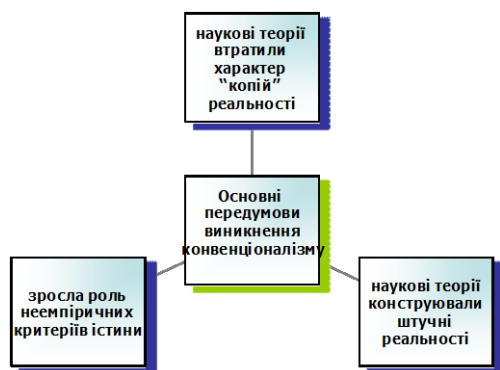 наукові теорії
втратили
характер
“копій”
реальності
Основні
передумови
виникнення
конвенціоналізму
зросла роль
неемпіричних
критеріїв істини
наукові теорії
конструювали
штучні
реальності